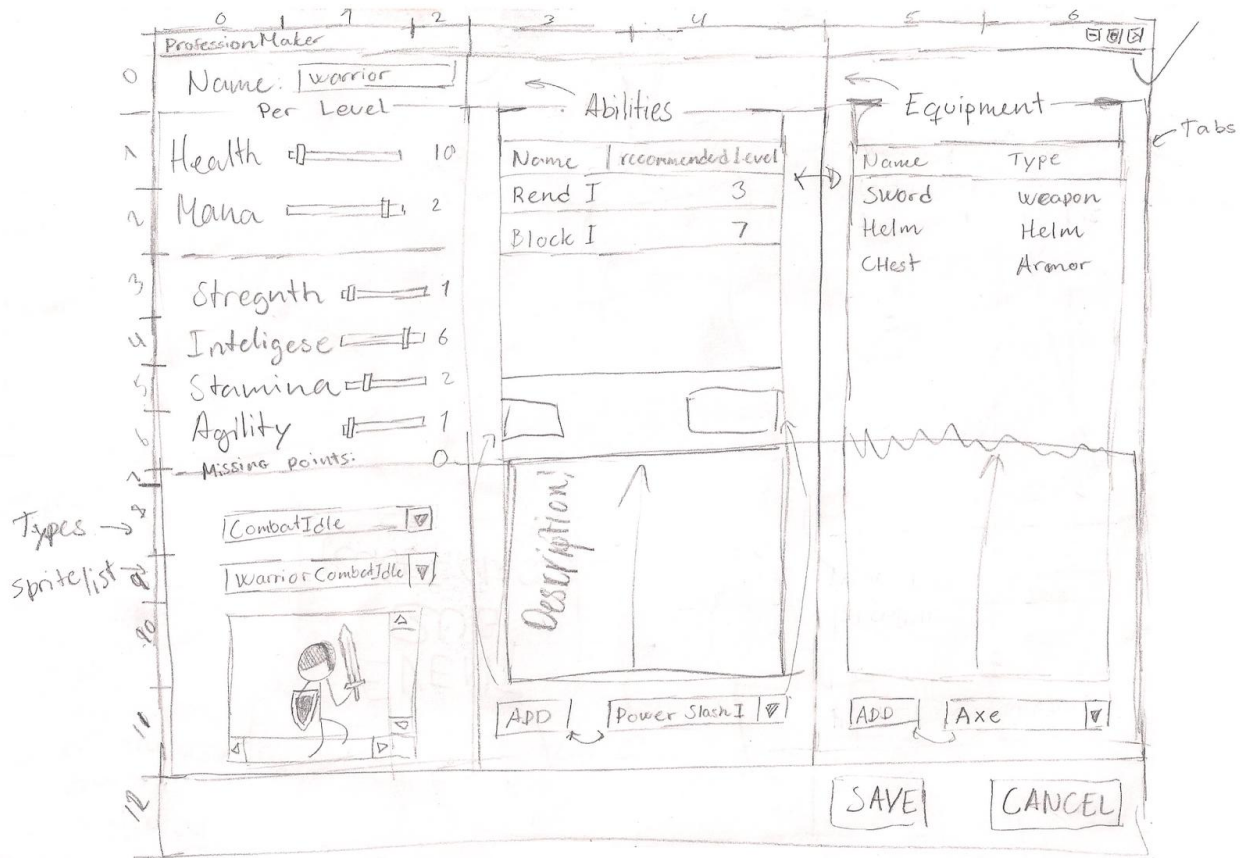 0 1 2 3 4 5 6
ProfessionMaker
0
Name: Warrior
Per Level
Abilities
Equipment
Tabs
1
Health 10
Name recommended level
Name Type
Rend I 3
Sword weapon
2
Mana 2
Block I 7
Helm Helm
CHest Armor
3
Stregnth 1
4
Inteligese 6
5
Stamina 2
6
Agility 1
7
Missing points: 0
Description!
8
Types
CombatIdle
9
spritelist
WarriorCombatIdle
10
11
ADD Power Slash I
ADD Axe
12
SAVE CANCEL